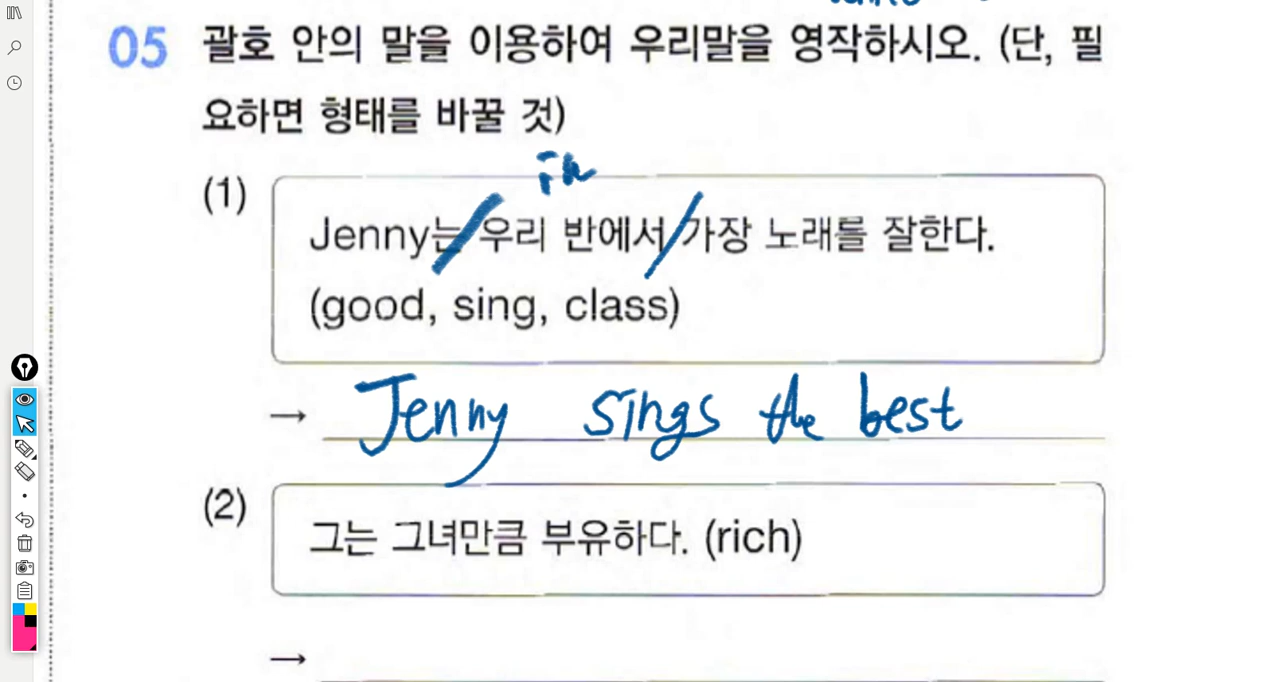 05 괄호 안의 말을 이용하여 우리말을 영작하시오. (단, 필
요하면 형태를 바꿀 것)
in
(1) Jenny는 우리 반에서 가장 노래를 잘한다.
(good, sing, class)
→ Jenny sings the best
(2) 그는 그녀만큼 부유하다. (rich)
→